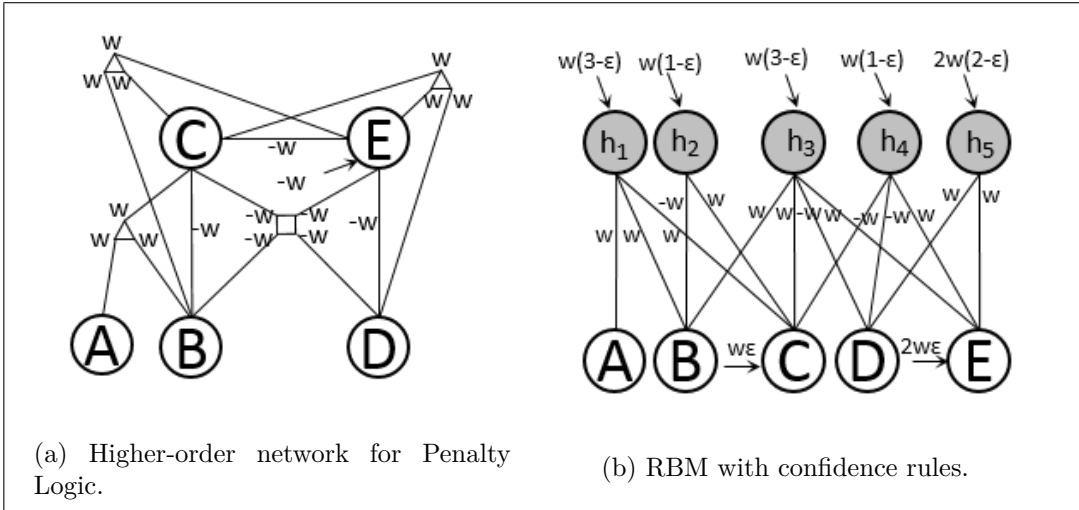 w
w
w w
w w
C
E
-w
-w
w
w w
-w
-w -w
-w -w
-w
A
B
D
(a) Higher-order network for Penalty
Logic.
w(3-ε) w(1-ε) w(3-ε) w(1-ε) 2w(2-ε)
h1 h2 h3 h4 h5
w w
-w w w -w w -w -w w
w w w
A B wε C D 2wε E
(b) RBM with confidence rules.